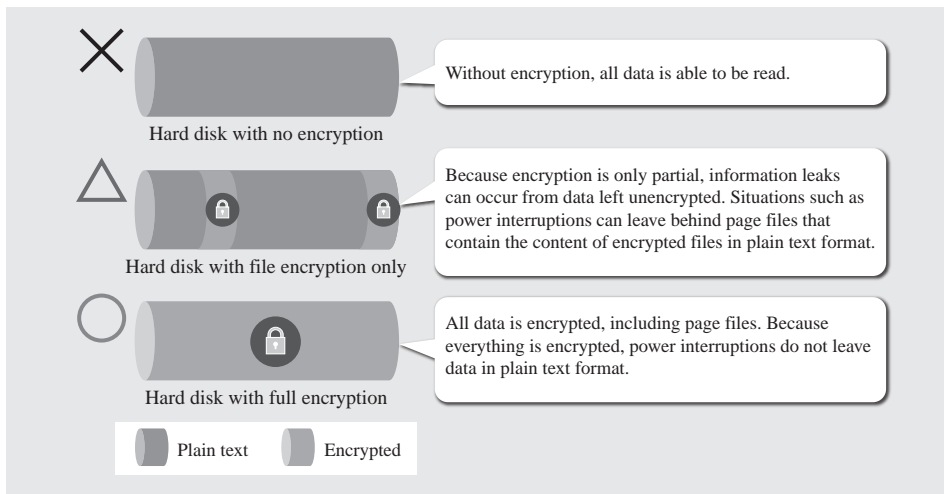 Without encryption, all data is able to be read.
Hard disk with no encryption
Because encryption is only partial, information leaks
can occur from data left unencrypted. Situations such as
power interruptions can leave behind page files that
contain the content of encrypted files in plain text format.
Hard disk with file encryption only
All data is encrypted, including page files. Because
everything is encrypted, power interruptions do not leave
data in plain text format.
Hard disk with full encryption
Plain text
Encrypted